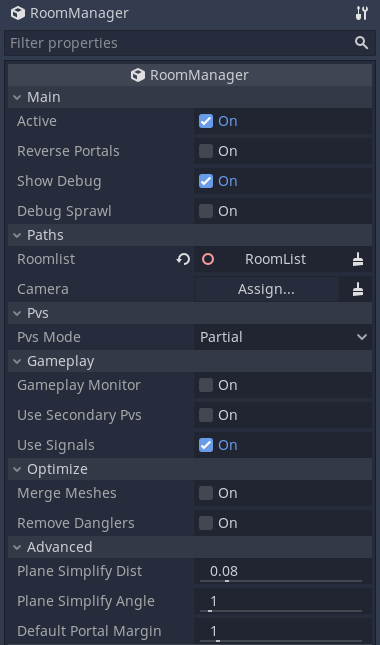 RoomManager
Filter properties
RoomManager
Main
Active On
Reverse Portals On
Show Debug On
Debug Sprawl On
Paths
Roomlist RoomList
Camera Assign...
Pvs
Pvs Mode Partial
Gameplay
Gameplay Monitor On
Use Secondary Pvs On
Use Signals On
Optimize
Merge Meshes On
Remove Danglers On
Advanced
Plane Simplify Dist 0.08
Plane Simplify Angle 1
Default Portal Margin 1